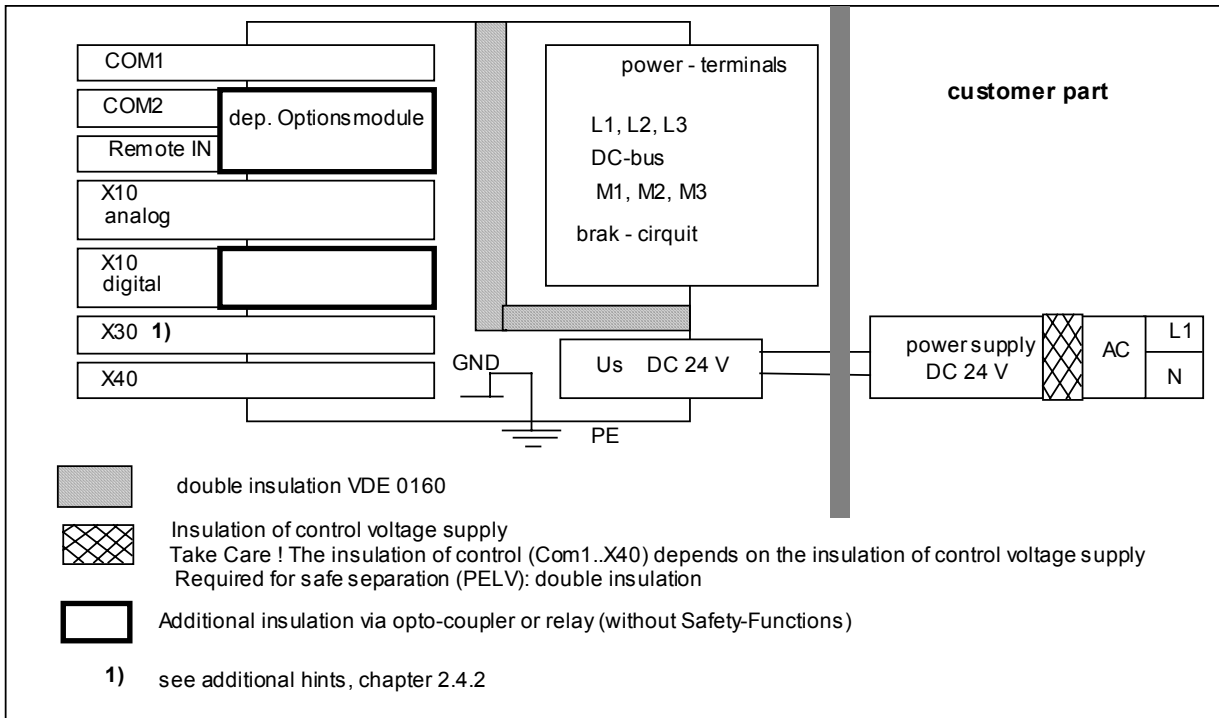 COM1
COM2
Remote IN
dep. Optionsmodule
X10
analog
X10
digital
X30 1)
X40
GND
PE
power - terminals
L1, L2, L3
DC-bus
M1, M2, M3
brak - cirquit
Us DC 24 V
customer part
power supply
DC 24 V
AC
L1
N
double insulation VDE 0160
Insulation of control voltage supply
Take Care ! The insulation of control (Com1..X40) depends on the insulation of control voltage supply
Required for safe separation (PELV): double insulation
Additional insulation via opto-coupler or relay (without Safety-Functions)
1) see additional hints, chapter 2.4.2